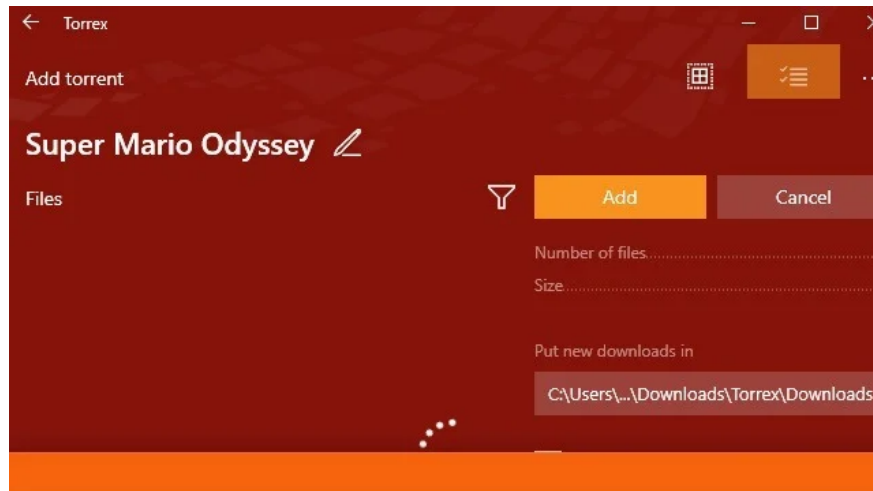 Torrex
Add torrent
Super Mario Odyssey
Files
Add
Cancel
Number of files
Size
Put new downloads in
C:\Users\...\Downloads\Torrex\Downloads